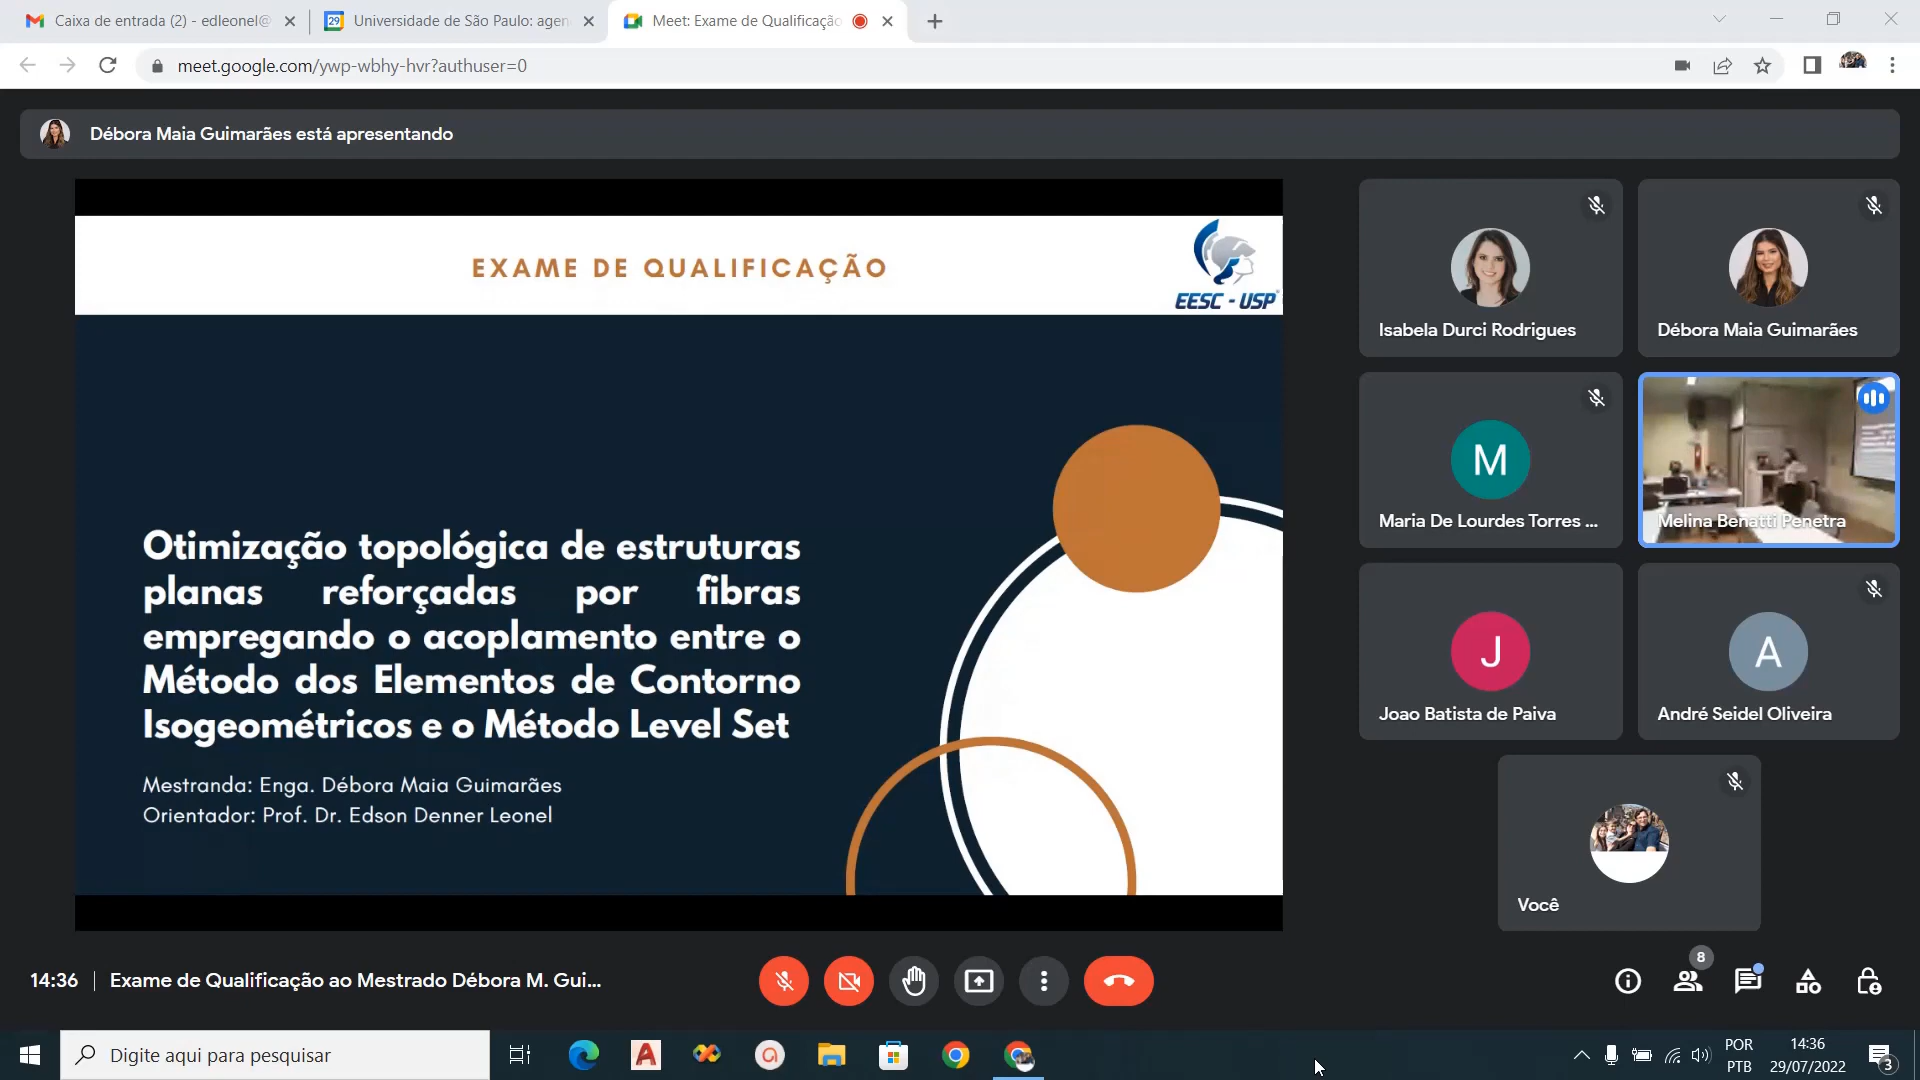 Caixa de entrada (2) - edleonel@
Universidade de São Paulo: agen
Meet: Exame de Qualificação
meet.google.com/ywp-wbhy-hvr?authuser=0
Débora Maia Guimarães está apresentando
EXAME DE QUALIFICAÇÃO
EESC - USP
Otimização topológica de estruturas
planas reforçadas por fibras
empregando o acoplamento entre o
Método dos Elementos de Contorno
Isogeométricos e o Método Level Set
Mestranda: Enga. Débora Maia Guimarães
Orientador: Prof. Dr. Edson Denner Leonel
Isabela Durci Rodrigues
Débora Maia Guimarães
M
Maria De Lourdes Torres ...
Melina Benatti Penetra
J
Joao Batista de Paiva
A
André Seidel Oliveira
Você
14:36
Exame de Qualificação ao Mestrado Débora M. Gui...
8
Digite aqui para pesquisar
POR
PTB
14:36
29/07/2022
3